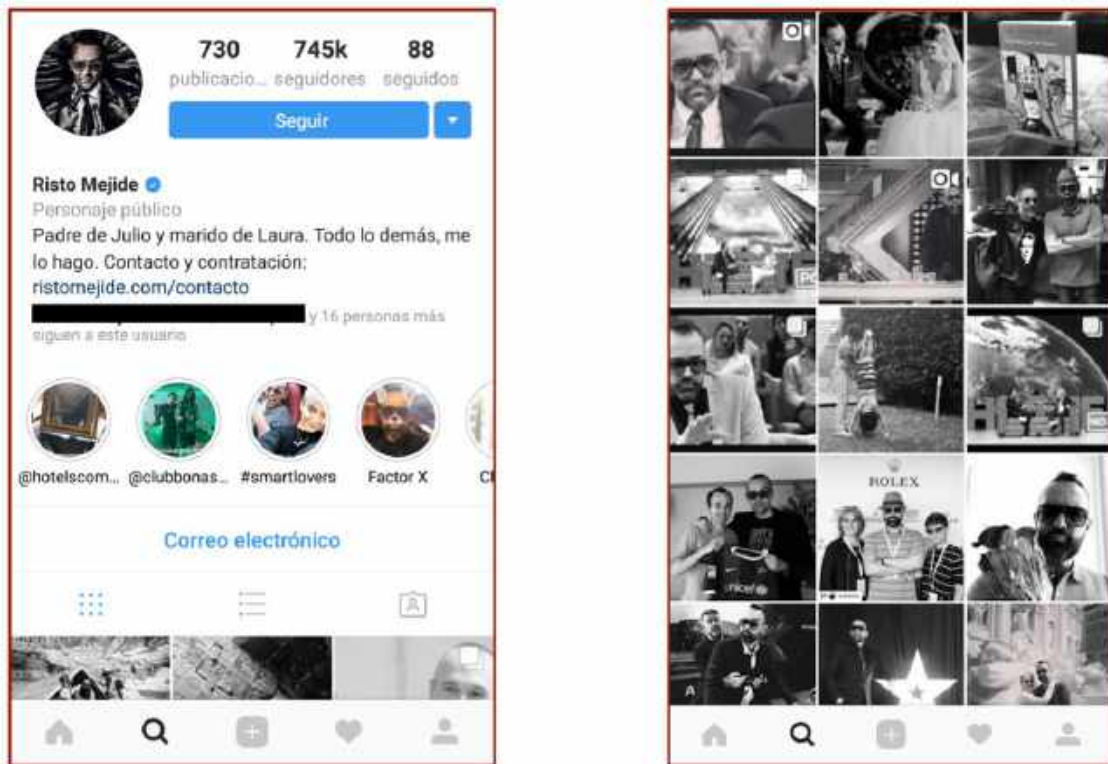 730 745k 88
publicacio... seguidores seguidos
Seguir
Risto Mejide
Personaje público
Padre de Julio y marido de Laura. Todo lo demás, me
lo hago. Contacto y contratación:
ristomejide.com/contacto
y 16 personas más
siguen a este usuario
@hotelscom... @clubbonas... #smartlovers Factor X
Correo electrónico
ROLEX
unicef
A